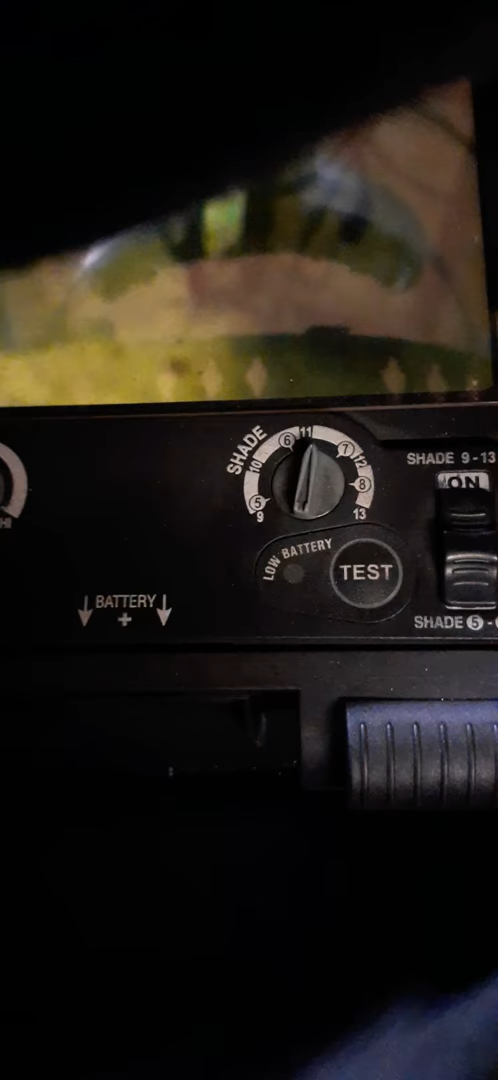 SHADE
5 6 7 8
9 10 11 12 13
SHADE 9-13
ON
HI
LOW BATTERY
TEST
BATTERY
+
SHADE 5-